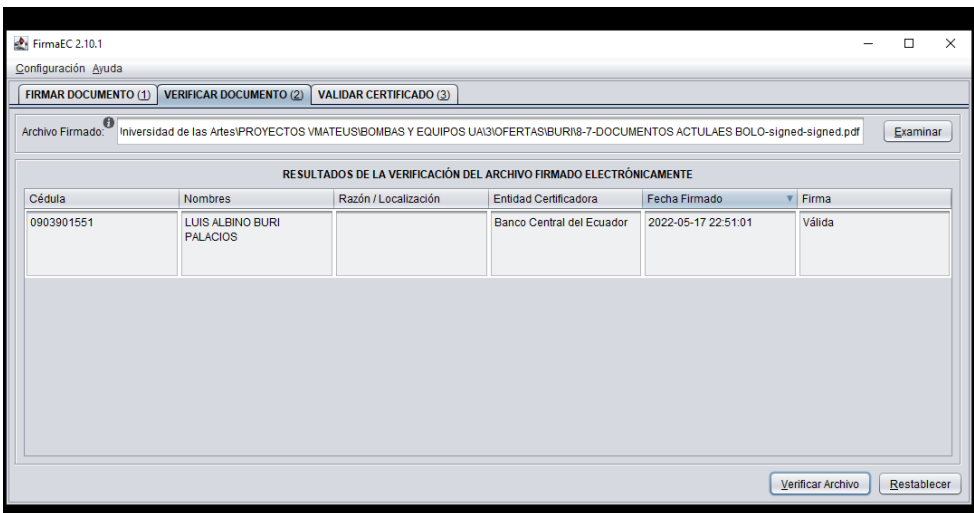 FirmaEC 2.10.1
Configuración Ayuda
FIRMAR DOCUMENTO (1) VERIFICAR DOCUMENTO (2) VALIDAR CERTIFICADO (3)
Archivo Firmado: Iniversidad de las Artes\PROYECTOS VMATEUS\BOMBAS Y EQUIPOS UA\3\OFERTAS\BURI\8-7-DOCUMENTOS ACTULAES BOLO-signed-signed.pdf Examinar
RESULTADOS DE LA VERIFICACIÓN DEL ARCHIVO FIRMADO ELECTRÓNICAMENTE
Cédula Nombres Razón / Localización Entidad Certificadora Fecha Firmado Firma
0903901551 LUIS ALBINO BURI Banco Central del Ecuador 2022-05-17 22:51:01 Válida
PALACIOS
Verificar Archivo Restablecer